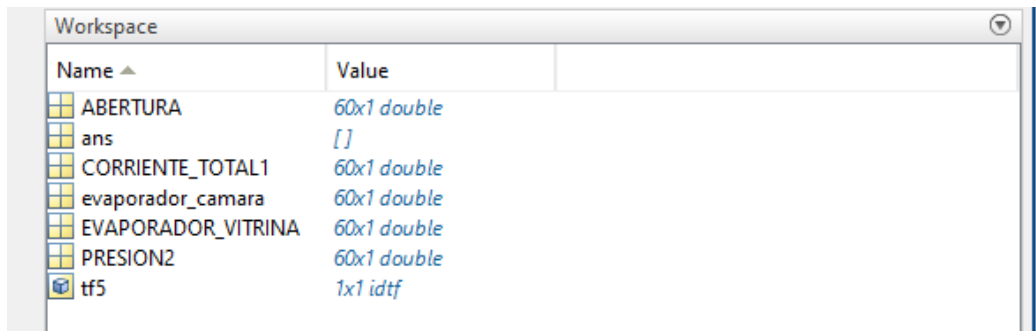 Workspace
Name Value
ABERTURA 60x1 double
ans []
CORRIENTE_TOTAL1 60x1 double
evaporador_camara 60x1 double
EVAPORADOR_VITRINA 60x1 double
PRESION2 60x1 double
tf5 1x1 idtf